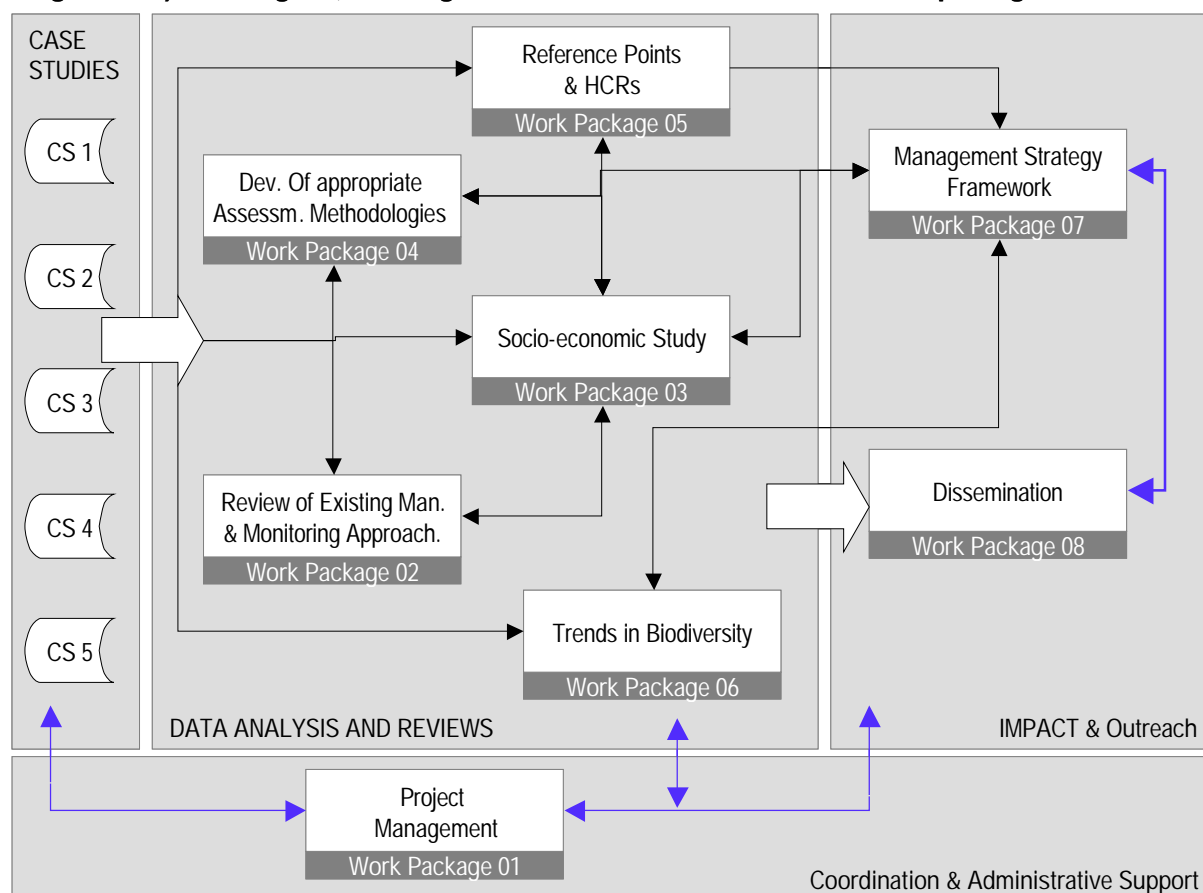 CASE
STUDIES
CS 1
CS 2
CS 3
CS 4
CS 5
Reference Points
& HCRs
Work Package 05
Dev. Of appropriate
Assessm. Methodologies
Work Package 04
Socio-economic Study
Work Package 03
Review of Existing Man.
& Monitoring Approach.
Work Package 02
Trends in Biodiversity
Work Package 06
DATA ANALYSIS AND REVIEWS
Management Strategy
Framework
Work Package 07
Dissemination
Work Package 08
IMPACT & Outreach
Project
Management
Work Package 01
Coordination & Administrative Support